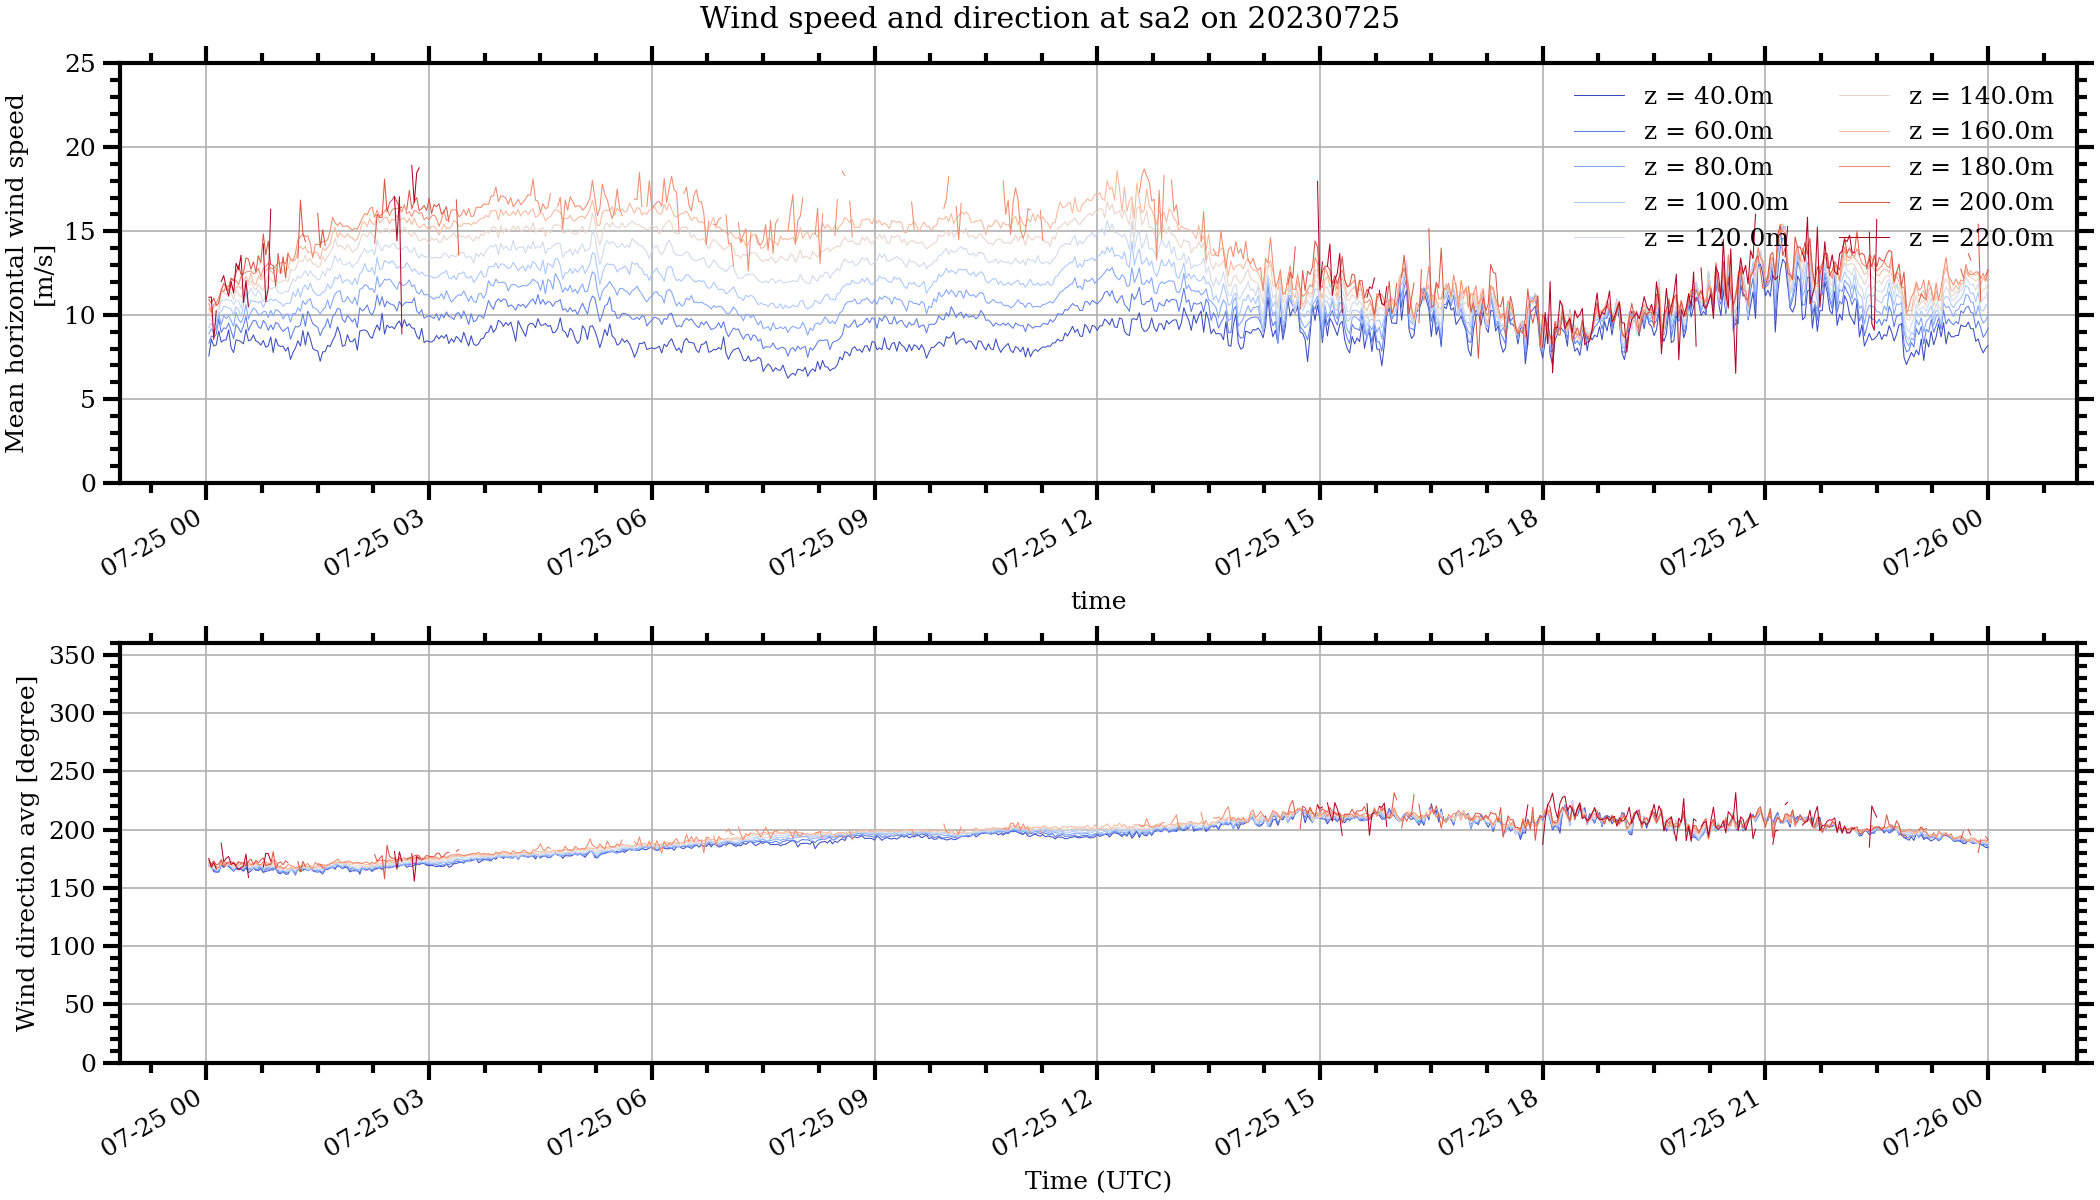 Wind speed and direction at sa2 on 20230725
Mean horizontal wind speed
[m/s]
25
20
15
10
5
0
z = 40.0m
z = 60.0m
z = 80.0m
z = 100.0m
z = 120.0m
z = 140.0m
z = 160.0m
z = 180.0m
z = 200.0m
z = 220.0m
07-25 00
07-25 03
07-25 06
07-25 09
07-25 12
07-25 15
07-25 18
07-25 21
07-26 00
time
Wind direction avg [degree]
350
300
250
200
150
100
50
0
07-25 00
07-25 03
07-25 06
07-25 09
07-25 12
07-25 15
07-25 18
07-25 21
07-26 00
Time (UTC)